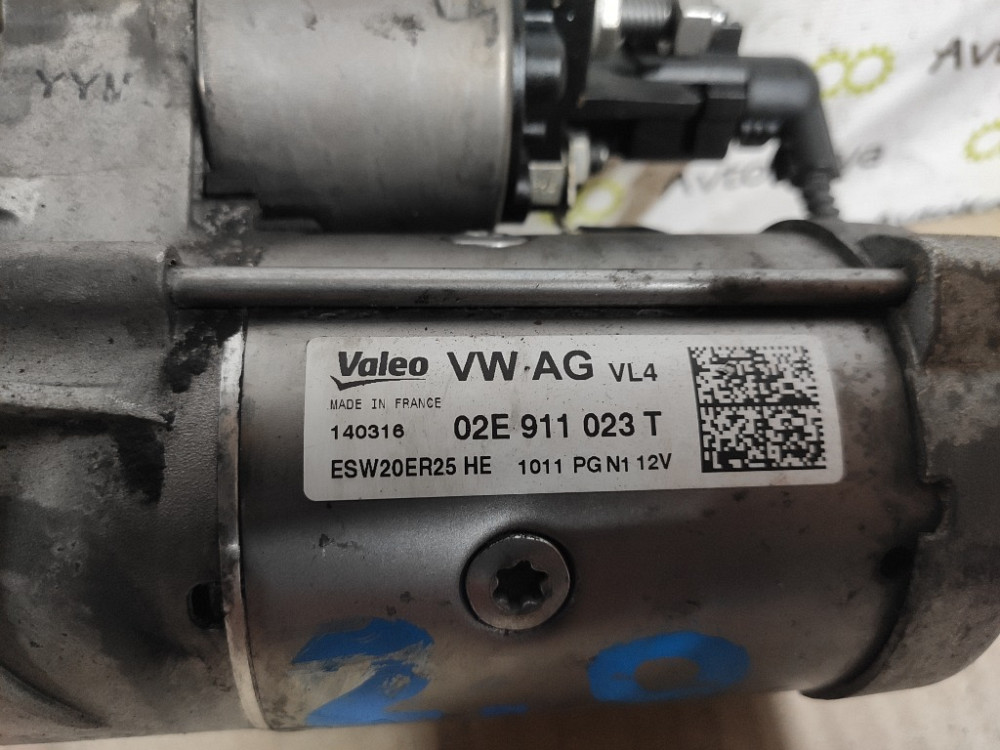 YYN
Valeo VW AG VL4
MADE IN FRANCE
140316 02E 911 023 T
ESW20ER25 HE 1011 PG N1 12V
2.0